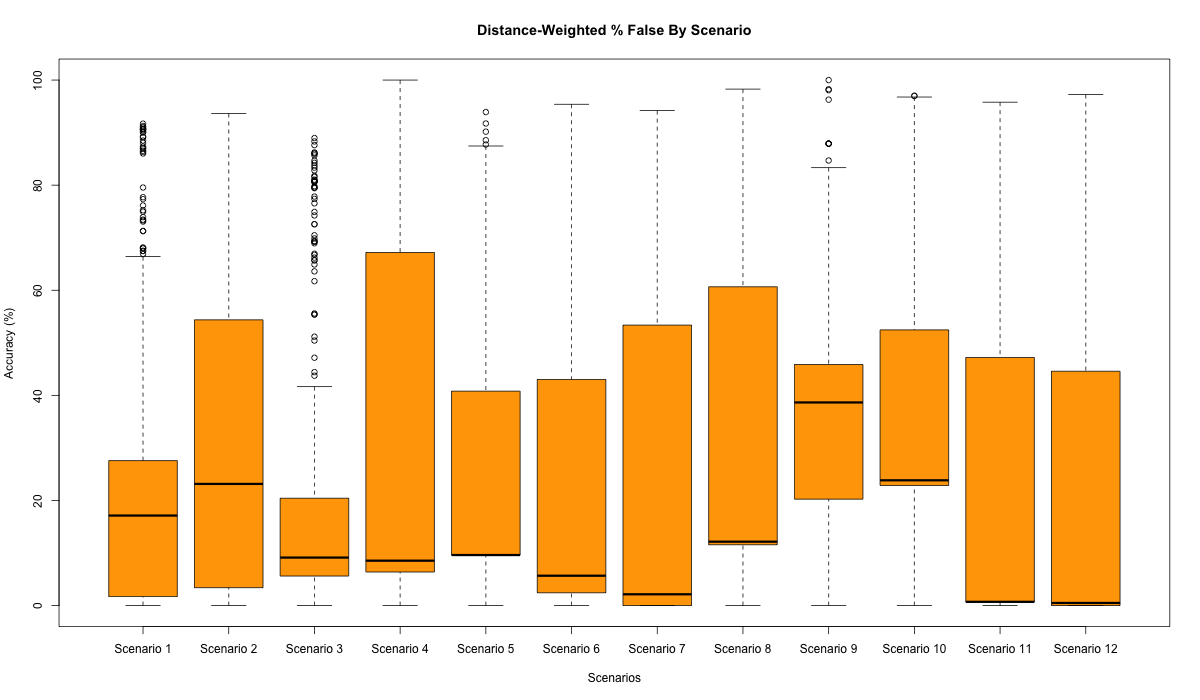 Distance-Weighted % False By Scenario
Accuracy (%)
100
80
60
40
20
0
Scenario 1 Scenario 2 Scenario 3 Scenario 4 Scenario 5 Scenario 6 Scenario 7 Scenario 8 Scenario 9 Scenario 10 Scenario 11 Scenario 12
Scenarios